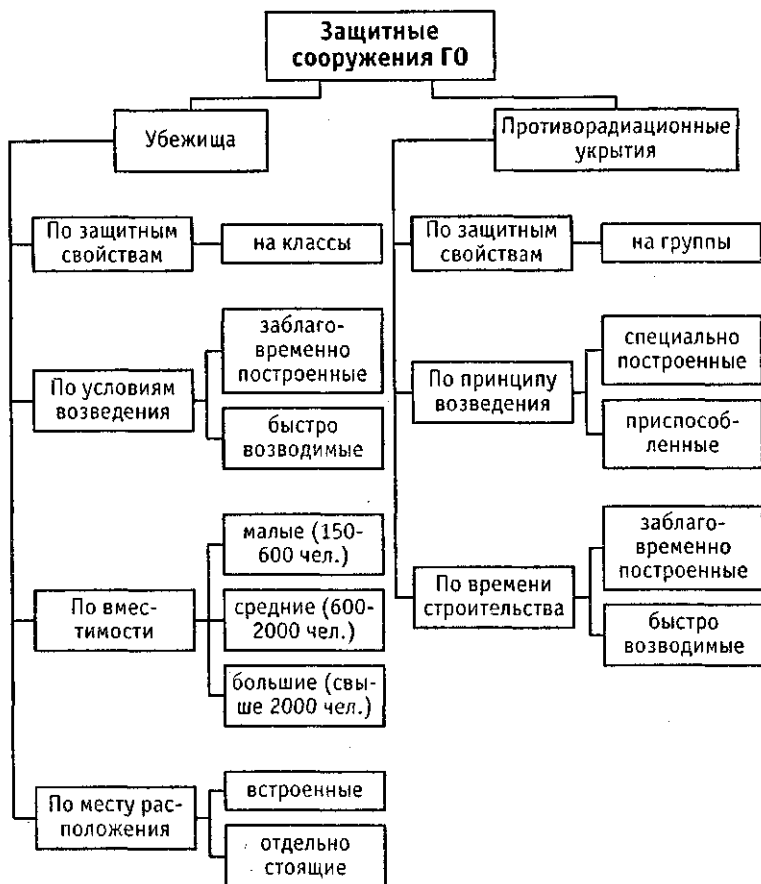 Защитные
сооружения ГО
Убежища
По защитным
свойствам
на классы
По условиям
возведения
заблаго-
временно
построенные
быстро
возводимые
По вмес-
тимости
малые (150-
600 чел.)
средние (600-
2000 чел.)
большие (свы-
ше 2000 чел.)
По месту рас-
положения
встроенные
отдельно
стоящие
Противорадиационные
укрытия
По защитным
свойствам
на группы
По принципу
возведения
специально
построенные
приспособ-
ленные
По времени
строительства
заблаго-
временно
построенные
быстро
возводимые